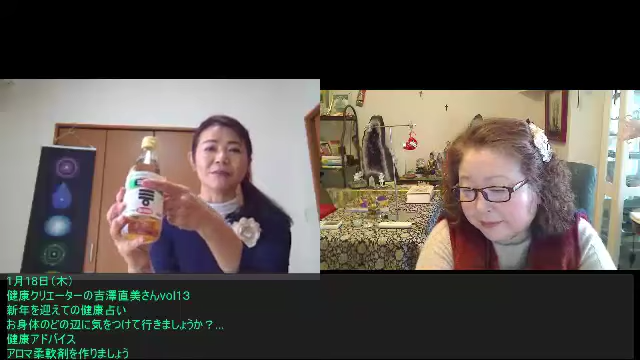 1月18日（木）
健康クリエーターの吉澤直美さんvol13
新年を迎えての健康占い
お身体のどの辺に気をつけて行きましょうか？...
健康アドバイス
アロマ柔軟剤を作りましょう